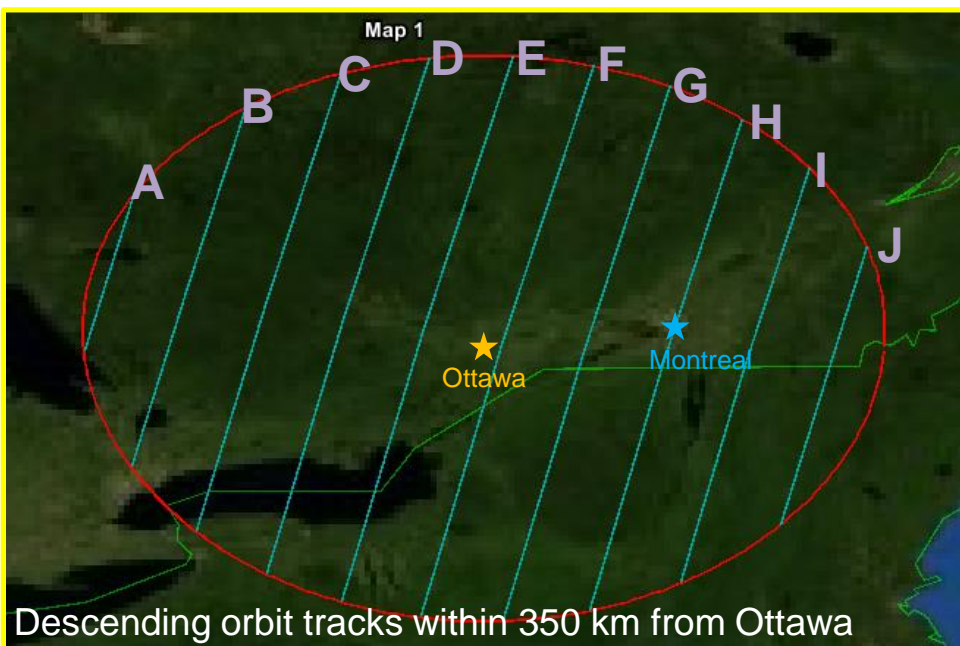 Map 1
A
B
C
D
E
F
G
H
I
J
Ottawa
Montreal
Descending orbit tracks within 350 km from Ottawa